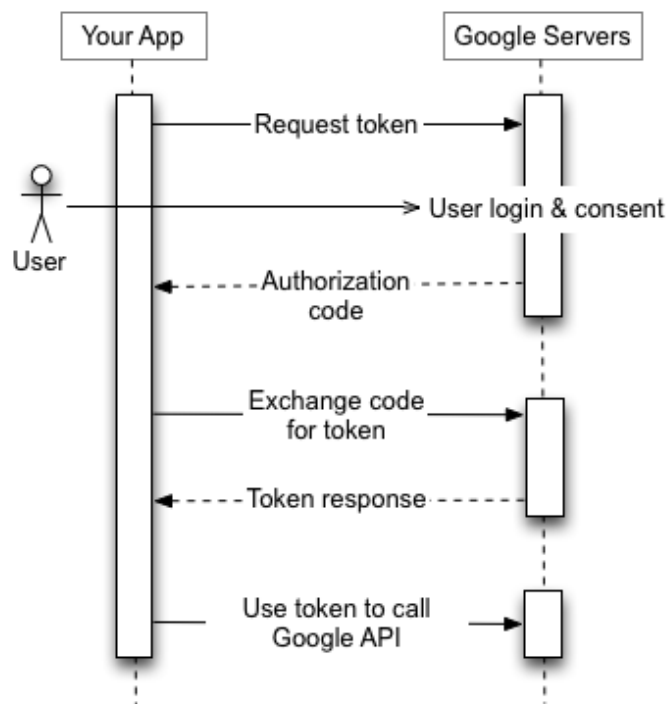 Your App
Google Servers
Request token
User login & consent
User
Authorization
code
Exchange code
for token
Token response
Use token to call
Google API